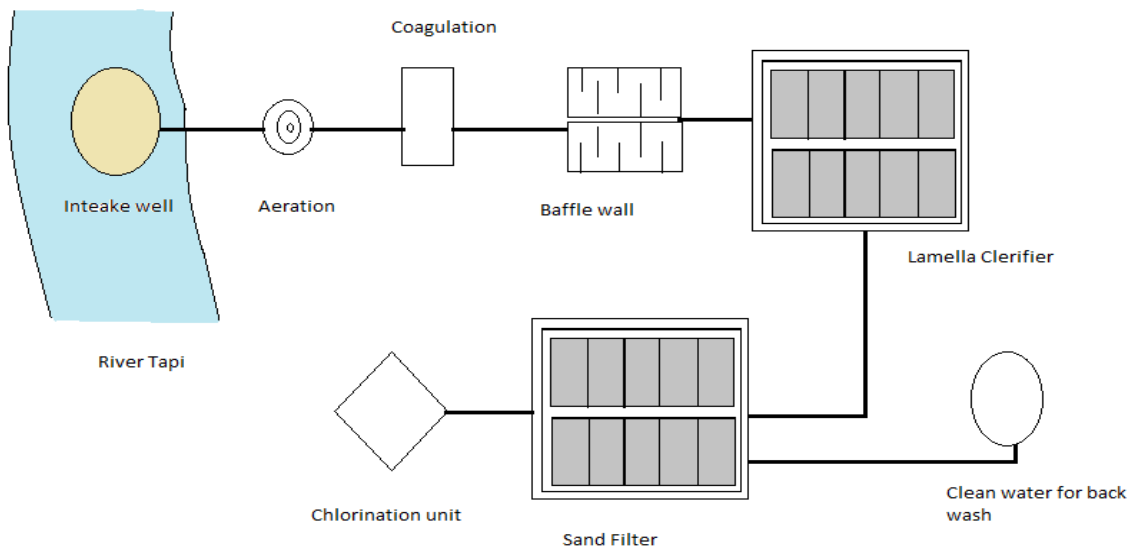 Coagulation
Inteake well
Aeration
Baffle wall
Lamella Clerifier
River Tapi
Chlorination unit
Sand Filter
Clean water for back
wash